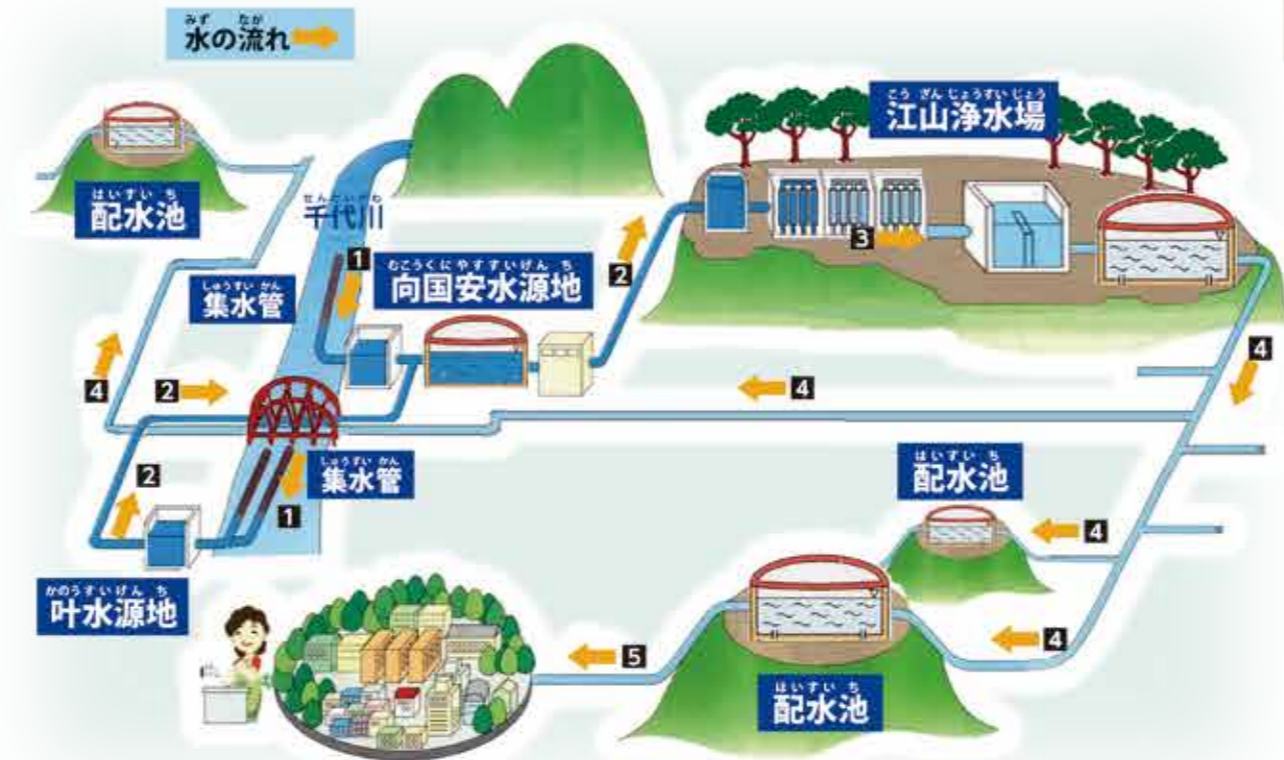 みず なが
水の流れ
こうざんじょうすいじょう
江山浄水場
はいすいち
配水池
せんだいがわ
千代川
1
むこうくにやすすいげんち
向国安水源地
2
3
しゅうすいかん
集水管
4
2
4
4
しゅうすいかん
集水管
2
1
はいすいち
配水池
4
かのうすいげんち
叶水源地
4
5
はいすいち
配水池